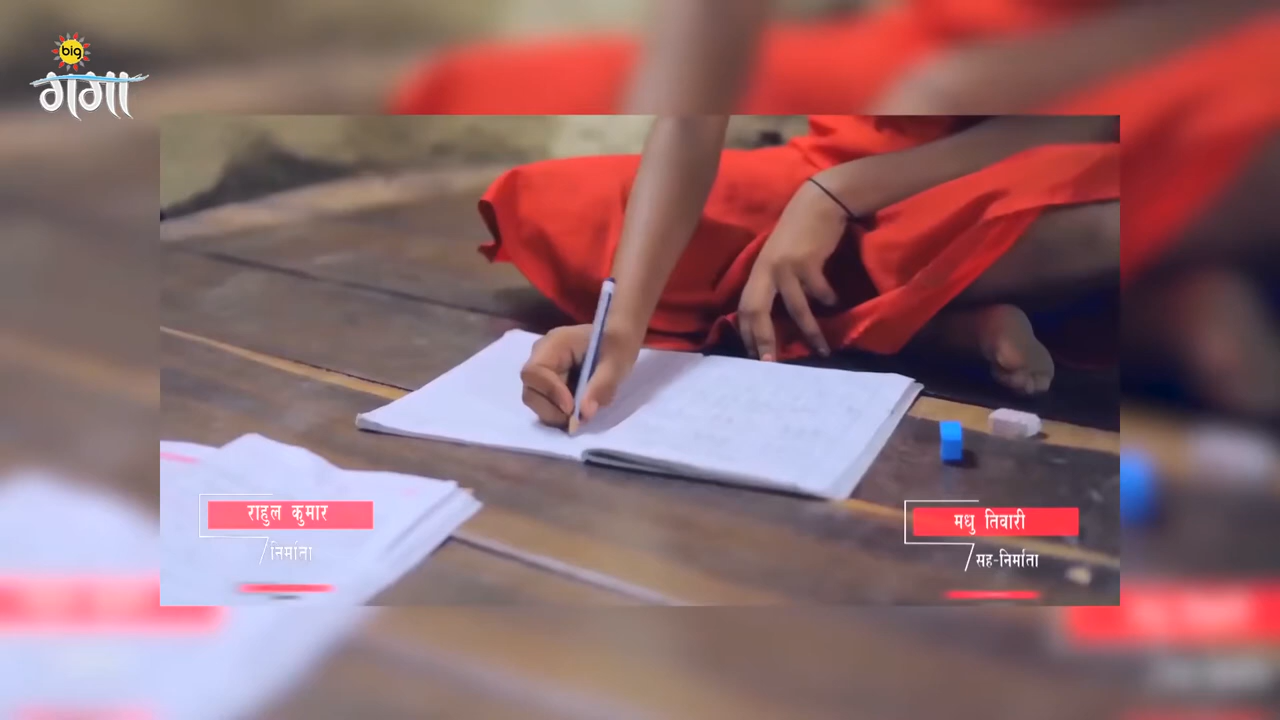 big
गंगा
राहुल कुमार
निर्माता
मधु तिवारी
सह-निर्माता